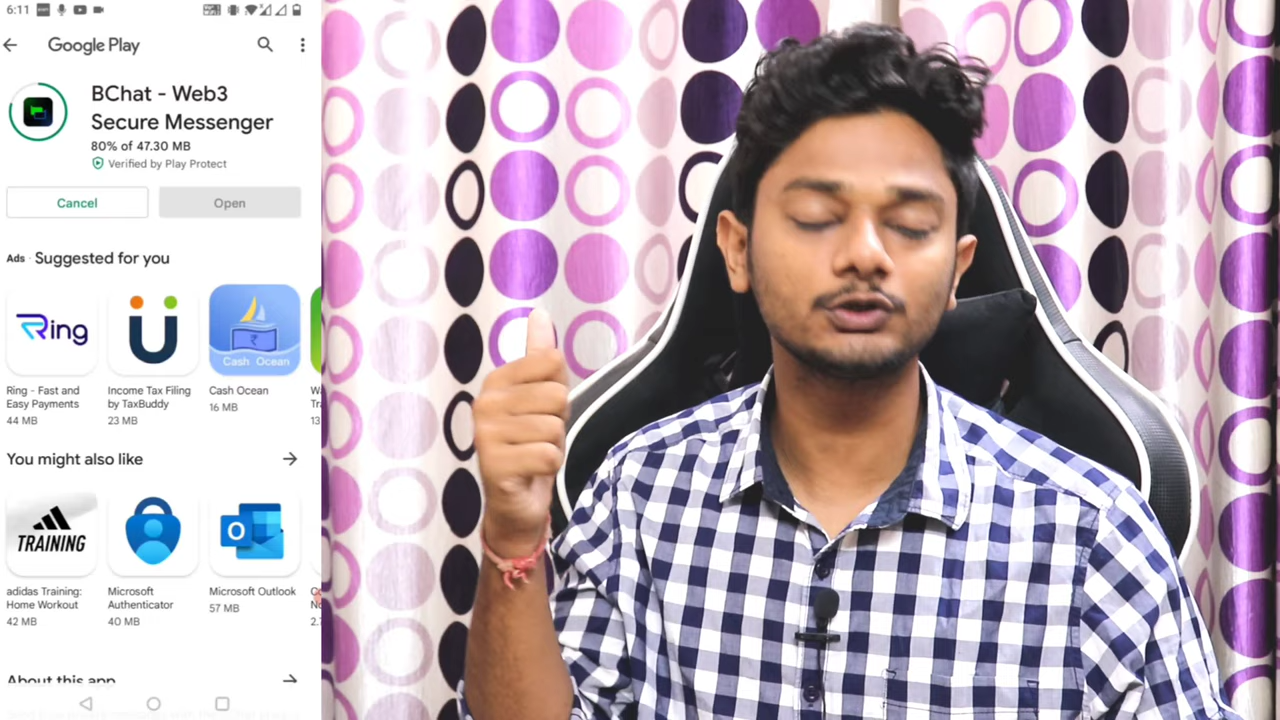 6:11
Google Play
BChat - Web3
Secure Messenger
80% of 47.30 MB
Verified by Play Protect
Cancel
Open
Ads · Suggested for you
Ring
Cash Ocean
Ring - Fast and
Easy Payments
44 MB
Income Tax Filing
by TaxBuddy
23 MB
Cash Ocean
16 MB
You might also like
TRAINING
adidas Training:
Home Workout
42 MB
Microsoft
Authenticator
40 MB
Microsoft Outlook
57 MB
About this app